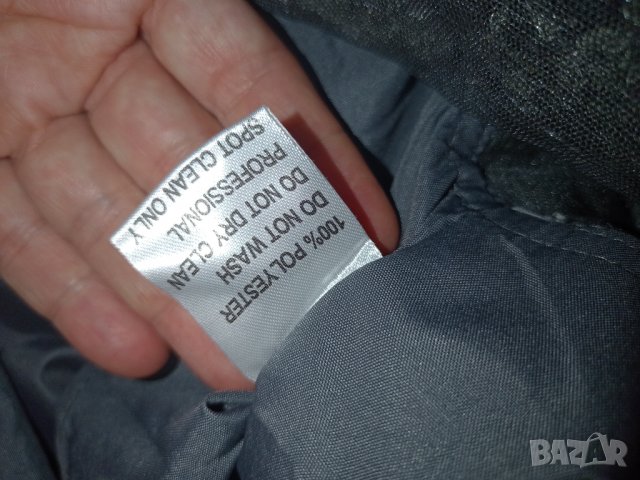 100% POLYESTER
DO NOT WASH
DO NOT DRY CLEAN
PROFESSIONAL
SPOT CLEAN ONLY
BAZAR